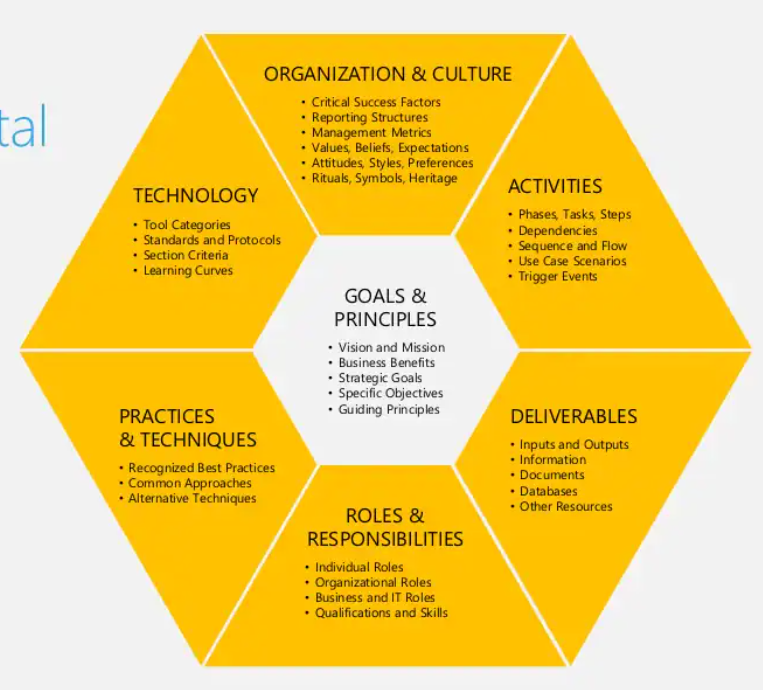 tal
ORGANIZATION & CULTURE
• Critical Success Factors
• Reporting Structures
• Management Metrics
• Values, Beliefs, Expectations
• Attitudes, Styles, Preferences
• Rituals, Symbols, Heritage
TECHNOLOGY
• Tool Categories
• Standards and Protocols
• Section Criteria
• Learning Curves
ACTIVITIES
• Phases, Tasks, Steps
• Dependencies
• Sequence and Flow
• Use Case Scenarios
• Trigger Events
GOALS &
PRINCIPLES
• Vision and Mission
• Business Benefits
• Strategic Goals
• Specific Objectives
• Guiding Principles
PRACTICES
& TECHNIQUES
• Recognized Best Practices
• Common Approaches
• Alternative Techniques
DELIVERABLES
• Inputs and Outputs
• Information
• Documents
• Databases
• Other Resources
ROLES &
RESPONSIBILITIES
• Individual Roles
• Organizational Roles
• Business and IT Roles
• Qualifications and Skills